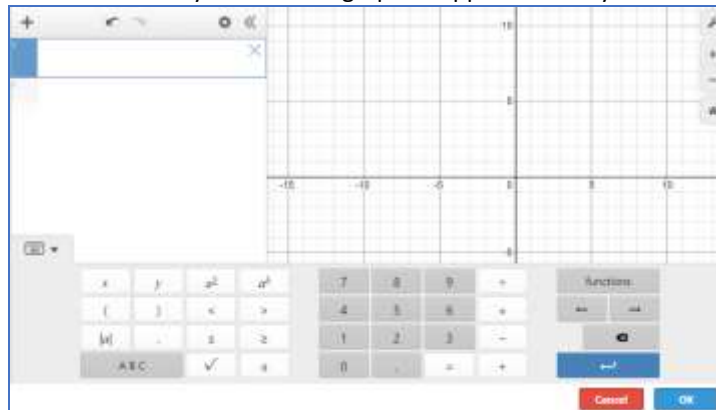 10
5
-15 -10 -5 0 5 10
-5
x y a² aᵇ 7 8 9 ÷ functions
( ) < > 4 5 6
|a| , ≤ ≥ 1 2 3 −
A B C √ 0 . = +
Cancel OK